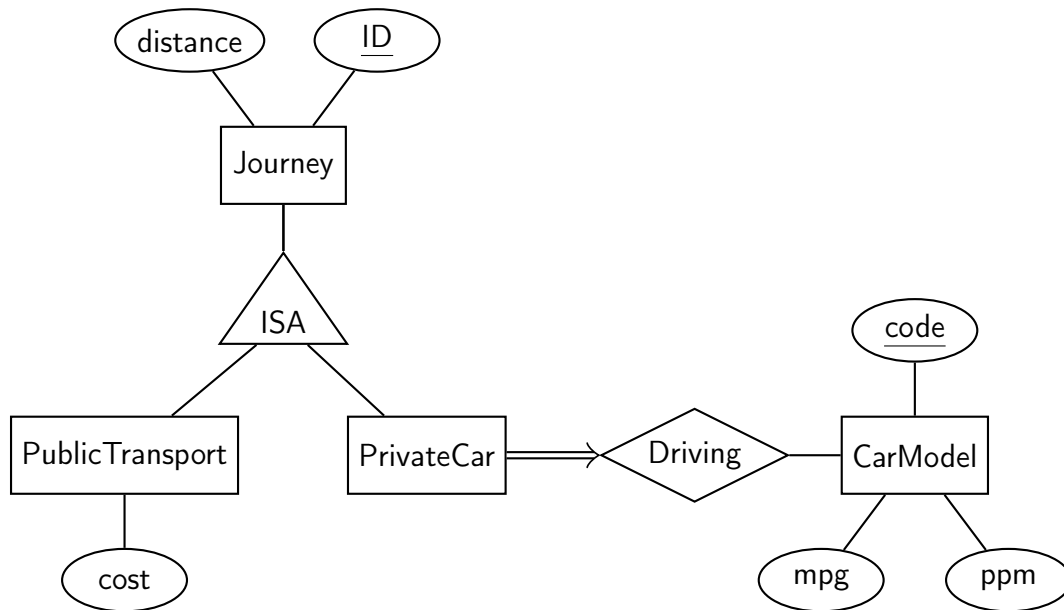 distance
ID
Journey
ISA
code
PublicTransport
PrivateCar
Driving
CarModel
cost
mpg
ppm